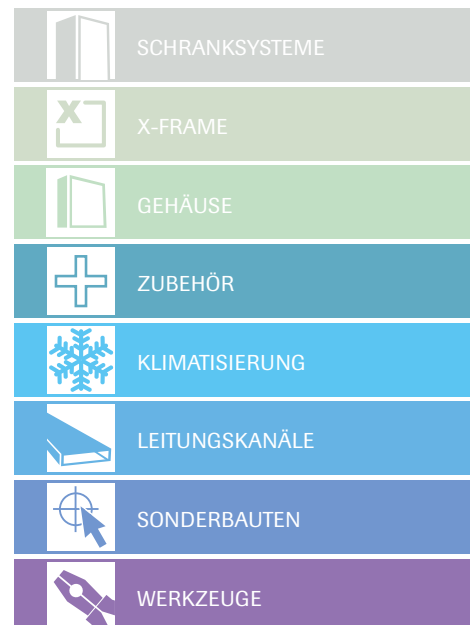 SCHRANKSYSTEME
X-FRAME
GEHÄUSE
ZUBEHÖR
KLIMATISIERUNG
LEITUNGSKANÄLE
SONDERBAUTEN
WERKZEUGE